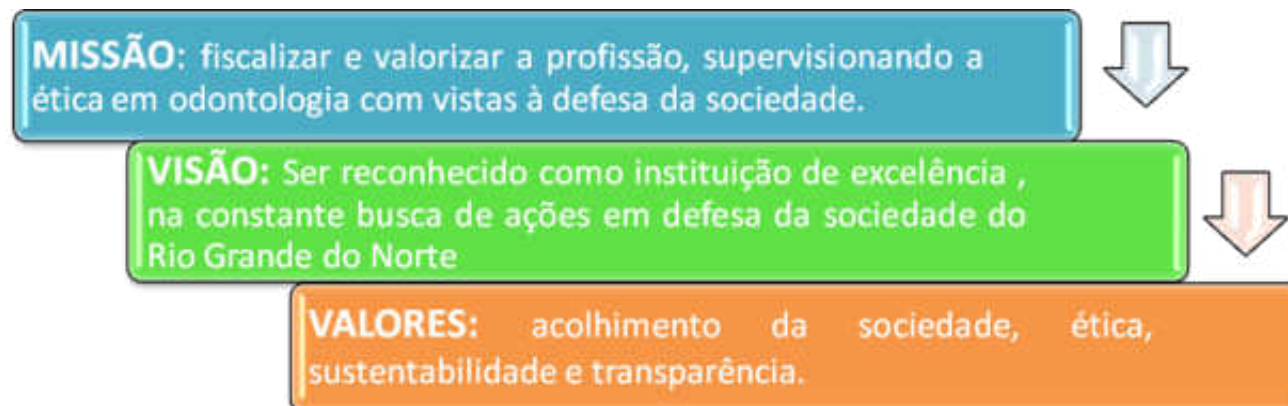 MISSÃO: fiscalizar e valorizar a profissão, supervisionando a
ética em odontologia com vistas à defesa da sociedade.
VISÃO: Ser reconhecido como instituição de excelência ,
na constante busca de ações em defesa da sociedade do
Rio Grande do Norte
VALORES: acolhimento da sociedade, ética,
sustentabilidade e transparência.